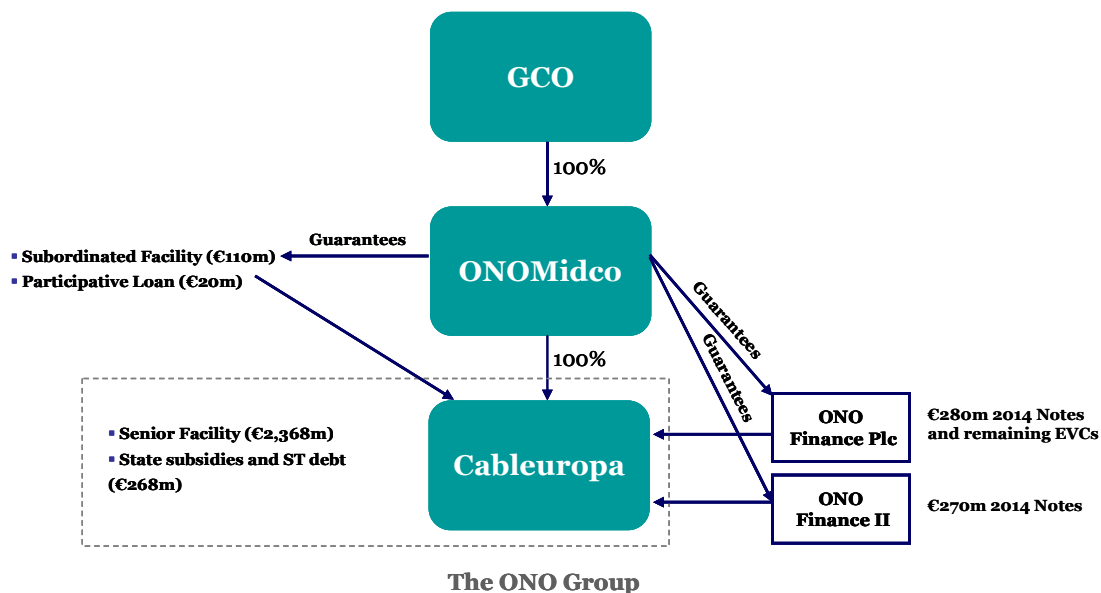 GCO
100%
Guarantees
▪ Subordinated Facility (€110m)
▪ Participative Loan (€20m)
ONOMidco
Guarantees
Guarantees
100%
▪ Senior Facility (€2,368m)
▪ State subsidies and ST debt
(€268m)
Cableuropa
ONO
Finance Plc
€280m 2014 Notes
and remaining EVCs
ONO
Finance II
€270m 2014 Notes
The ONO Group